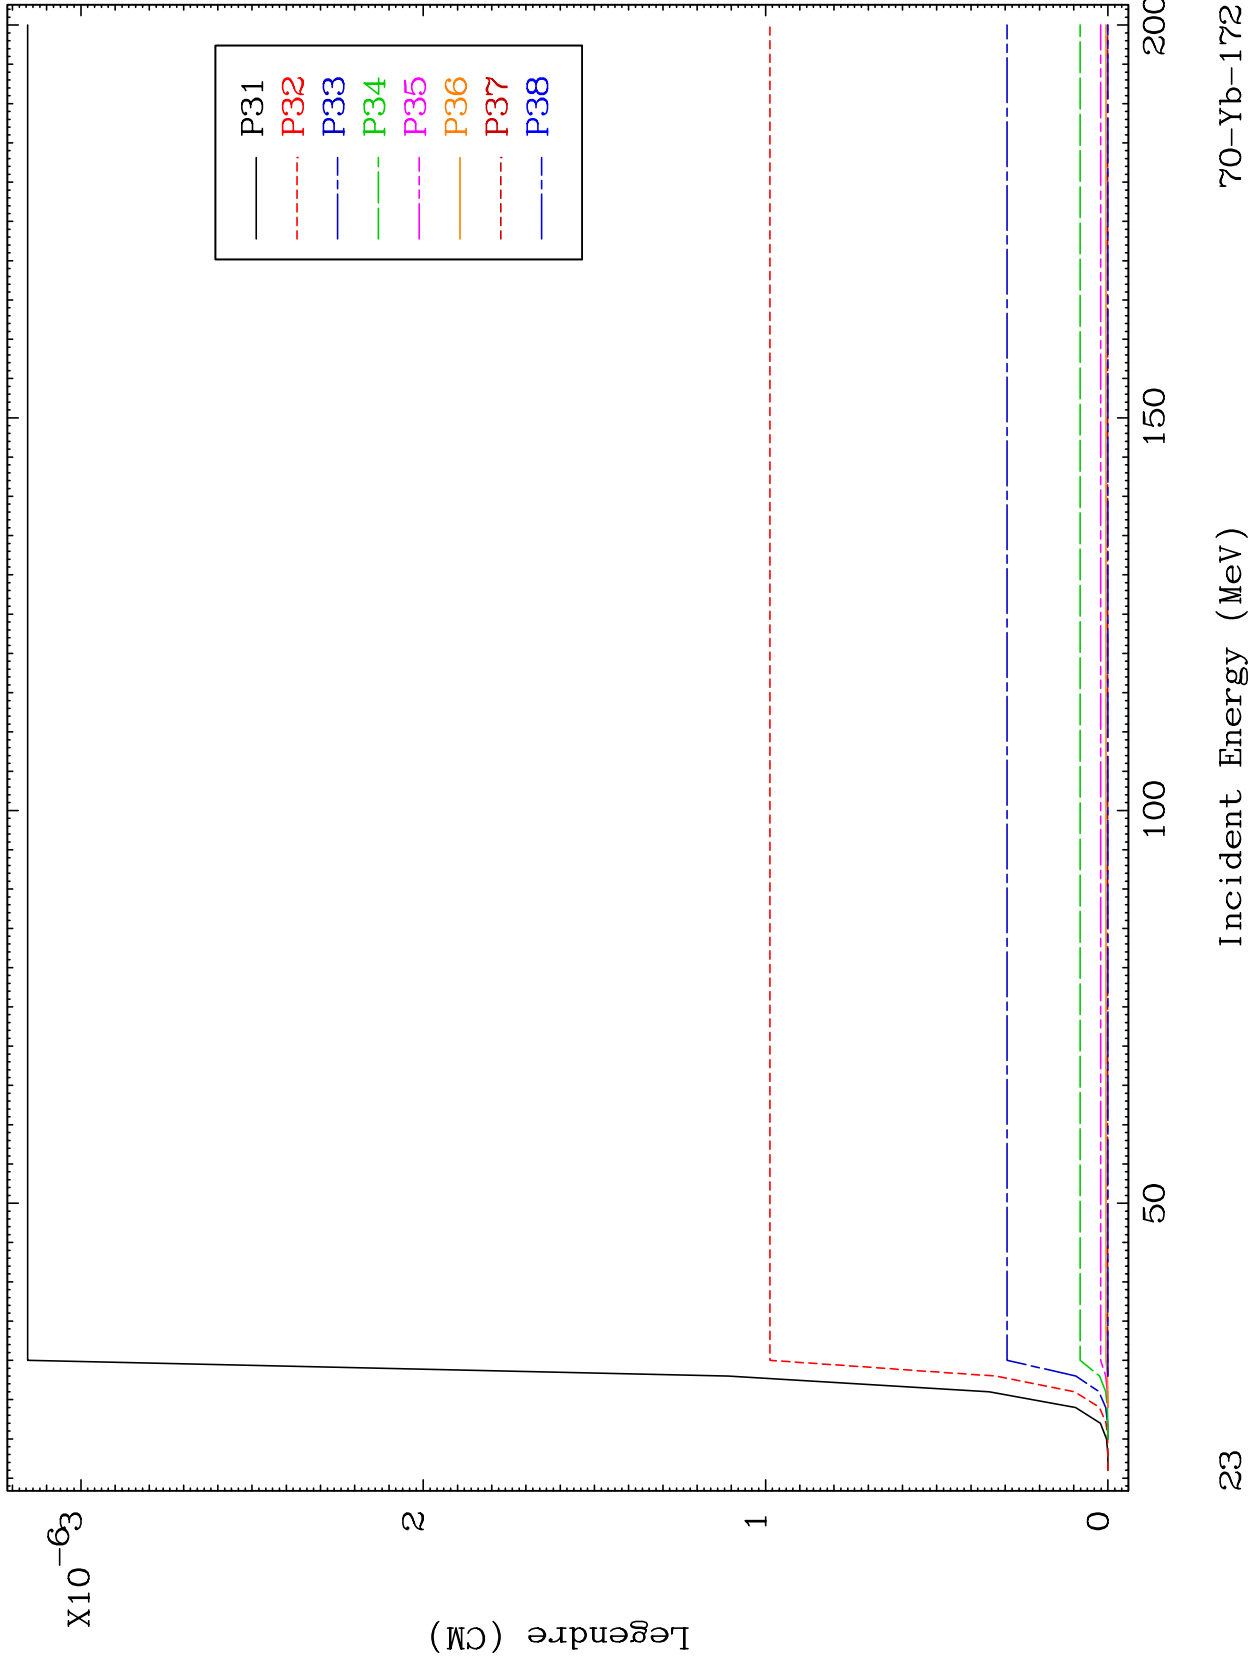 X10-6
3
2
1
0
Legendre (CM)
P31
P32
P33
P34
P35
P36
P37
P38
50
100
150
200
23
Incident Energy (MeV)
70-Yb-172